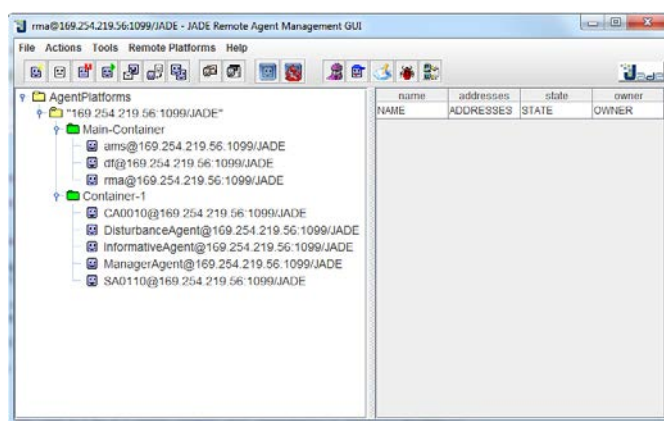 rma@169.254.219.56:1099/JADE - JADE Remote Agent Management GUI
File Actions Tools Remote Platforms Help
AgentPlatforms
"169.254.219.56:1099/JADE"
Main-Container
ams@169.254.219.56:1099/JADE
df@169.254.219.56:1099/JADE
rma@169.254.219.56:1099/JADE
Container-1
CA0010@169.254.219.56:1099/JADE
DisturbanceAgent@169.254.219.56:1099/JADE
InformativeAgent@169.254.219.56:1099/JADE
ManagerAgent@169.254.219.56:1099/JADE
SA0110@169.254.219.56:1099/JADE
name addresses state owner
NAME ADDRESSES STATE OWNER